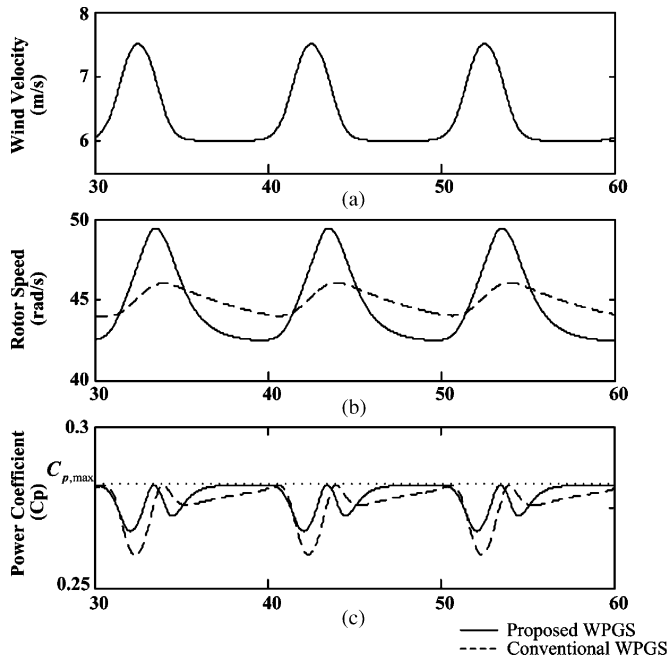 Wind Velocity
(m/s)
8
7
6
30
40
50
60
(a)
Rotor Speed
(rad/s)
50
45
40
30
40
50
60
(b)
Power Coefficient
(Cp)
0.3
C p,max
0.25
30
40
50
60
(c)
Proposed WPGS
Conventional WPGS